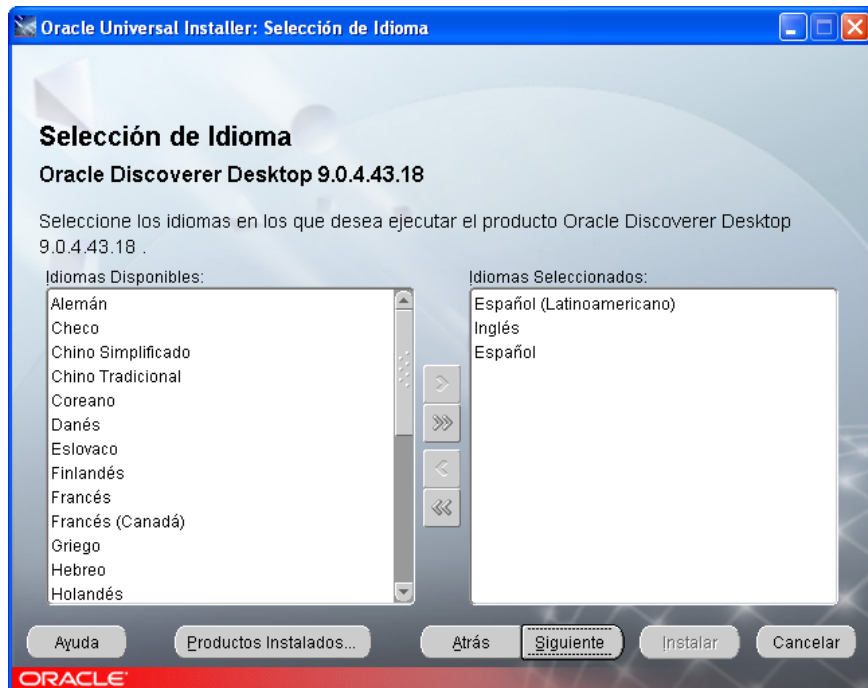 Oracle Universal Installer: Selección de Idioma
Selección de Idioma
Oracle Discoverer Desktop 9.0.4.43.18
Seleccione los idiomas en los que desea ejecutar el producto Oracle Discoverer Desktop
9.0.4.43.18 .
Idiomas Disponibles:
Alemán
Checo
Chino Simplificado
Chino Tradicional
Coreano
Danés
Eslovaco
Finlandés
Francés
Francés (Canadá)
Griego
Hebreo
Holandés
Idiomas Seleccionados:
Español (Latinoamericano)
Inglés
Español
Ayuda
Productos Instalados...
Atrás
Siguiente
Instalar
Cancelar
ORACLE